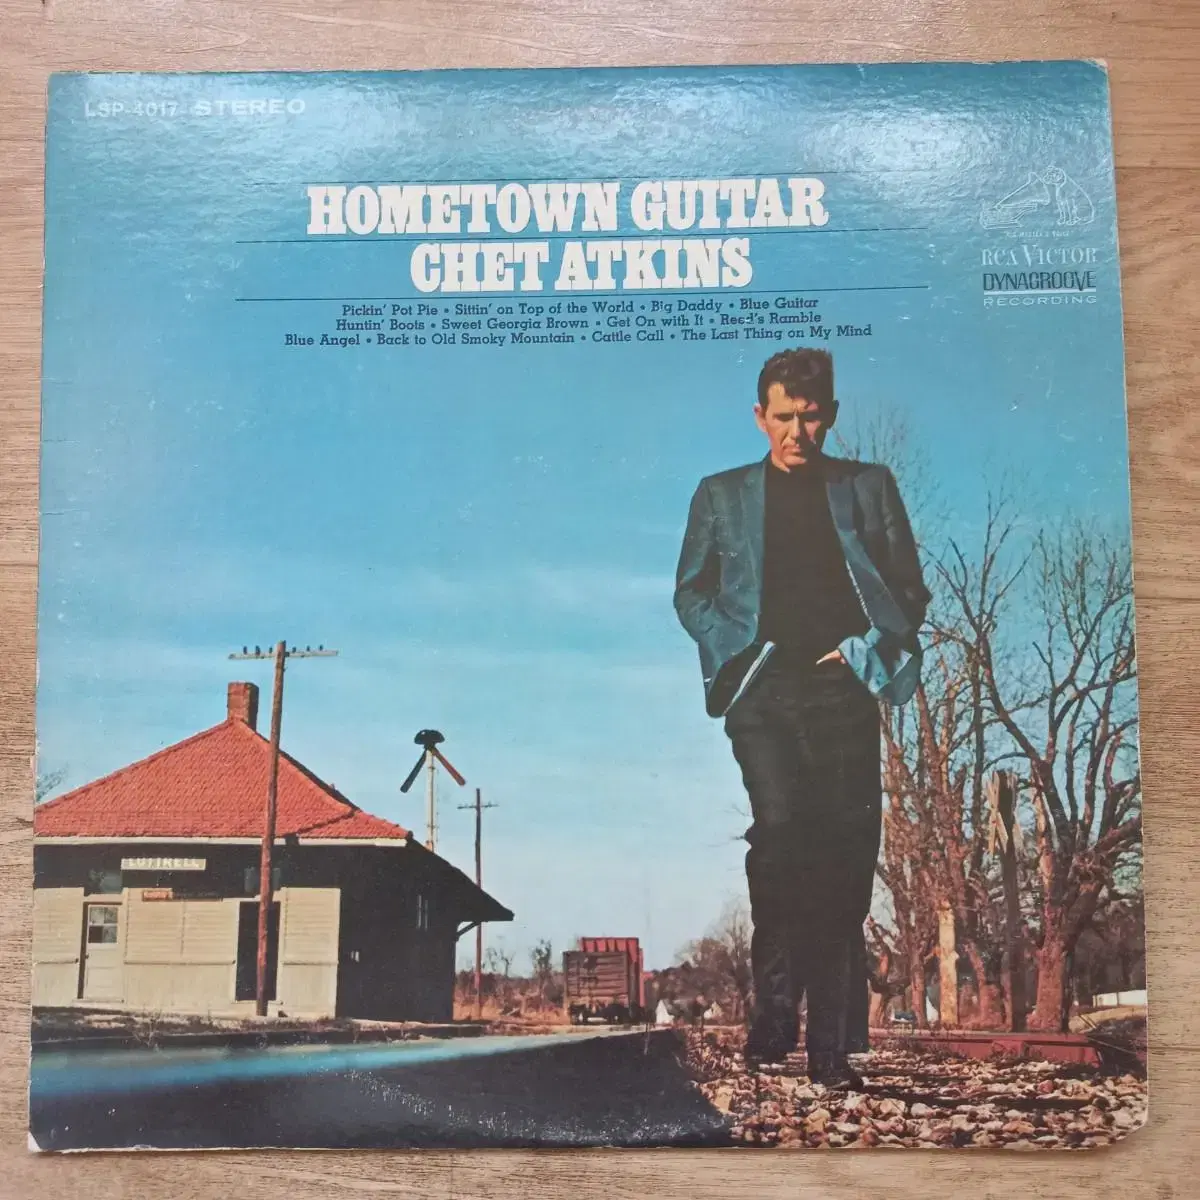 LSP-4017 STEREO
HOMETOWN GUITAR
CHET ATKINS
Pickin' Pot Pie • Sittin' on Top of the World • Big Daddy • Blue Guitar
Huntin' Boots • Sweet Georgia Brown • Get On with It • Reed's Ramble
Blue Angel • Back to Old Smoky Mountain • Cattle Call • The Last Thing on My Mind
RCA VICTOR
DYNAGROOVE
RECORDING
LUTTRELL